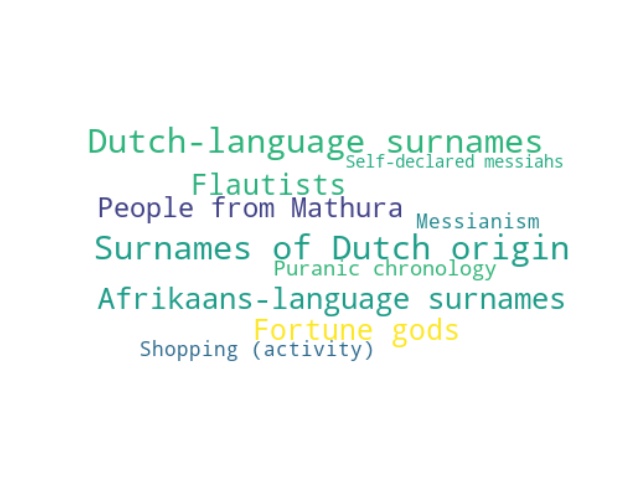 Dutch-language surnames
Self-declared messiahs
Flautists
People from Mathura
Messianism
Surnames of Dutch origin
Puranic chronology
Afrikaans-language surnames
Fortune gods
Shopping (activity)